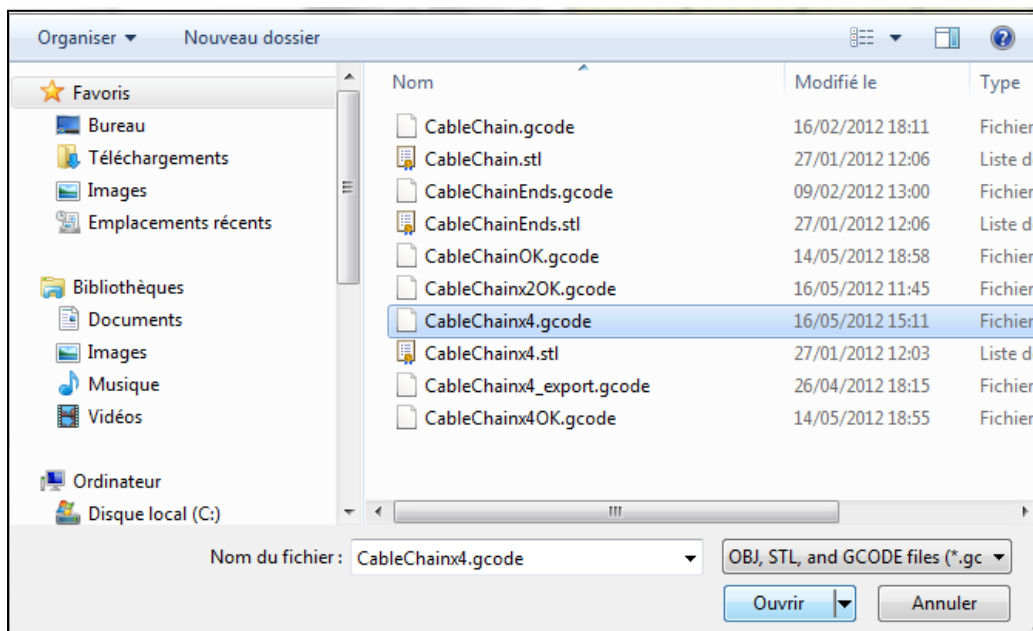 Organiser Nouveau dossier
Favoris
Bureau
Téléchargements
Images
Emplacements récents
Bibliothèques
Documents
Images
Musique
Vidéos
Ordinateur
Disque local (C:)
Nom Modifié le Type
CableChain.gcode 16/02/2012 18:11 Fichier
CableChain.stl 27/01/2012 12:06 Liste d
CableChainEnds.gcode 09/02/2012 13:00 Fichier
CableChainEnds.stl 27/01/2012 12:06 Liste d
CableChainOK.gcode 14/05/2012 18:58 Fichier
CableChainx2OK.gcode 16/05/2012 11:45 Fichier
CableChainx4.gcode 16/05/2012 15:11 Fichier
CableChainx4.stl 27/01/2012 12:03 Liste d
CableChainx4_export.gcode 26/04/2012 18:15 Fichier
CableChainx4OK.gcode 14/05/2012 18:55 Fichier
Nom du fichier : CableChainx4.gcode OBJ, STL, and GCODE files (*.gc
Ouvrir Annuler